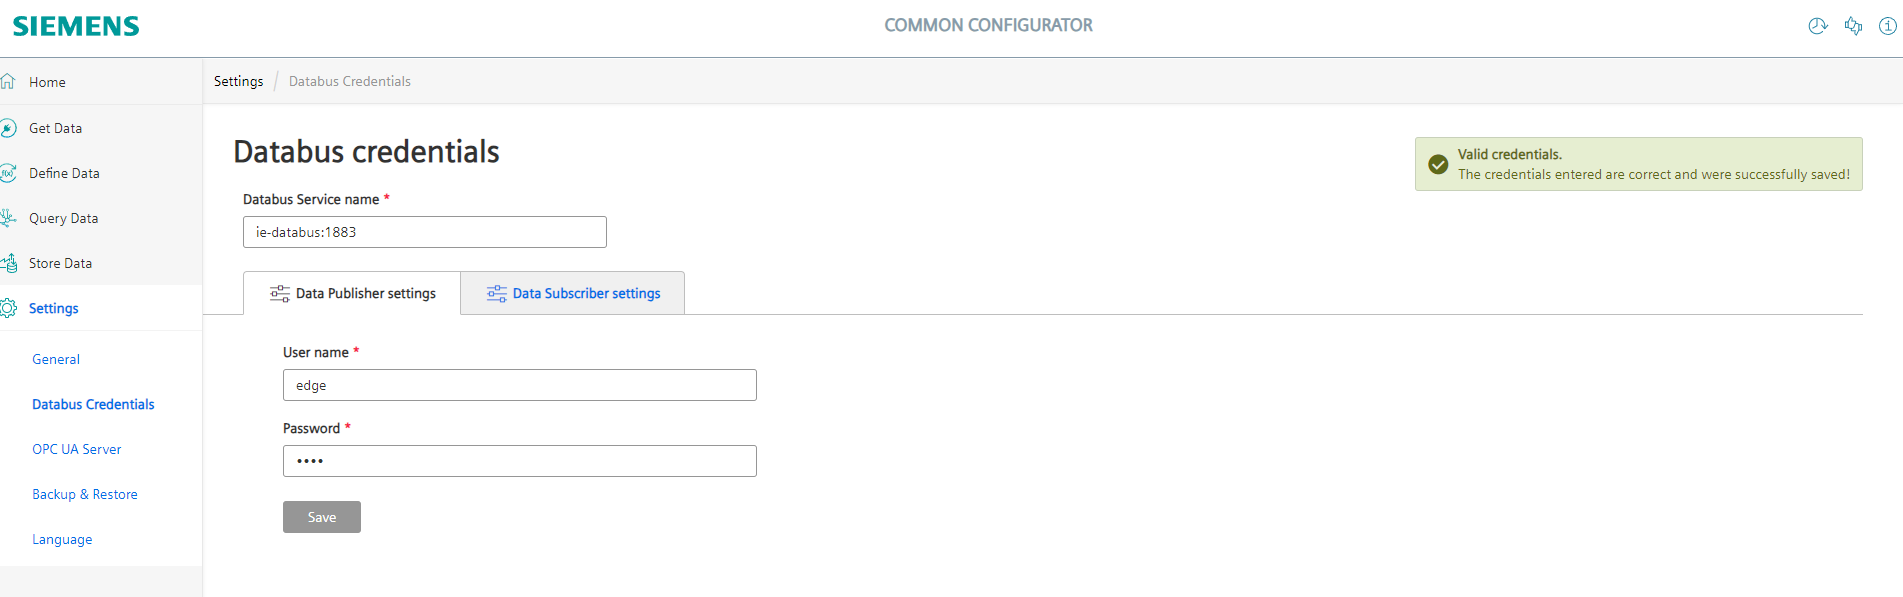 SIEMENS
COMMON CONFIGURATOR
Home
Get Data
Define Data
Query Data
Store Data
Settings
General
Databus Credentials
OPC UA Server
Backup & Restore
Language
Settings / Databus Credentials
Databus credentials
Valid credentials.
The credentials entered are correct and were successfully saved!
Databus Service name *
ie-databus:1883
Data Publisher settings
Data Subscriber settings
User name *
edge
Password *
••••
Save